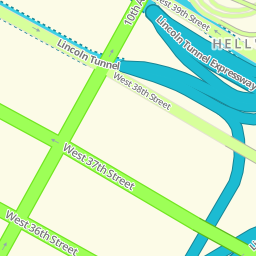 10th A
West 39th Street
HELL'
Lincoln Tunnel Expressway
Lincoln Tunnel
West 38th Street
West 37th Street
West 36th Street